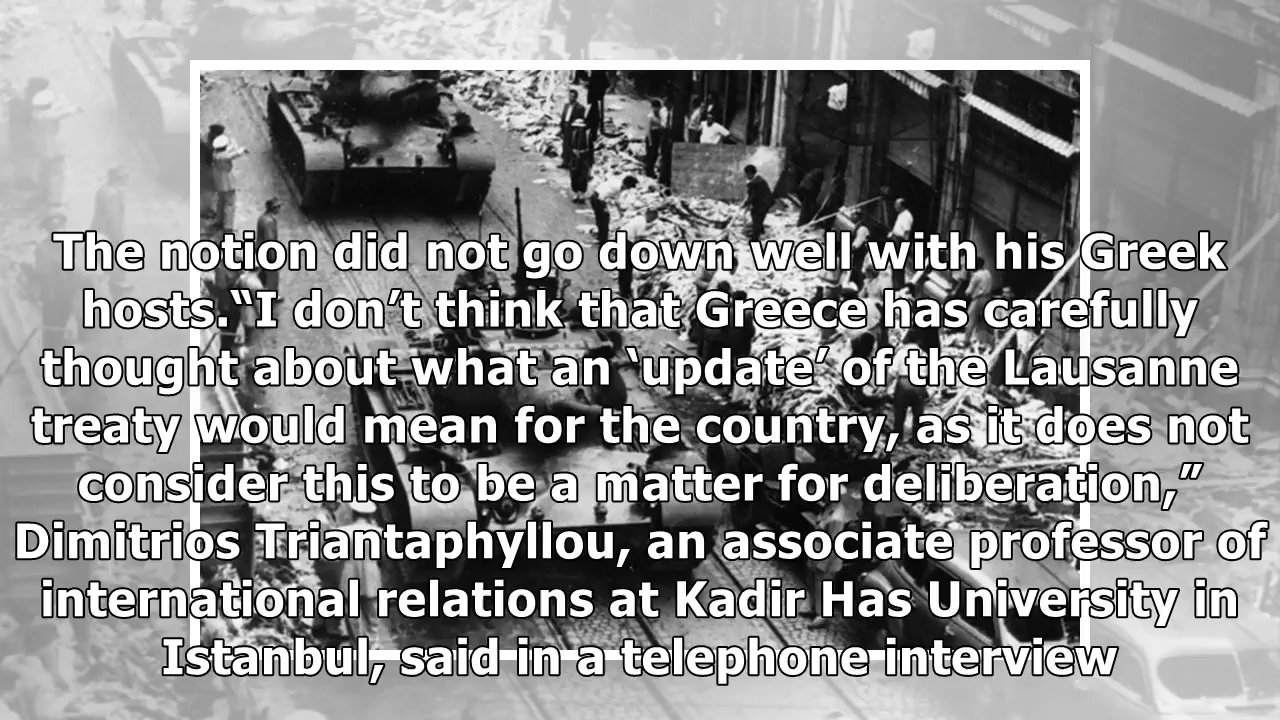 The notion did not go down well with his Greek
hosts.“I don’t think that Greece has carefully
thought about what an ‘update’ of the Lausanne
treaty would mean for the country, as it does not
consider this to be a matter for deliberation,”
Dimitrios Triantaphyllou, an associate professor of
international relations at Kadir Has University in
Istanbul, said in a telephone interview